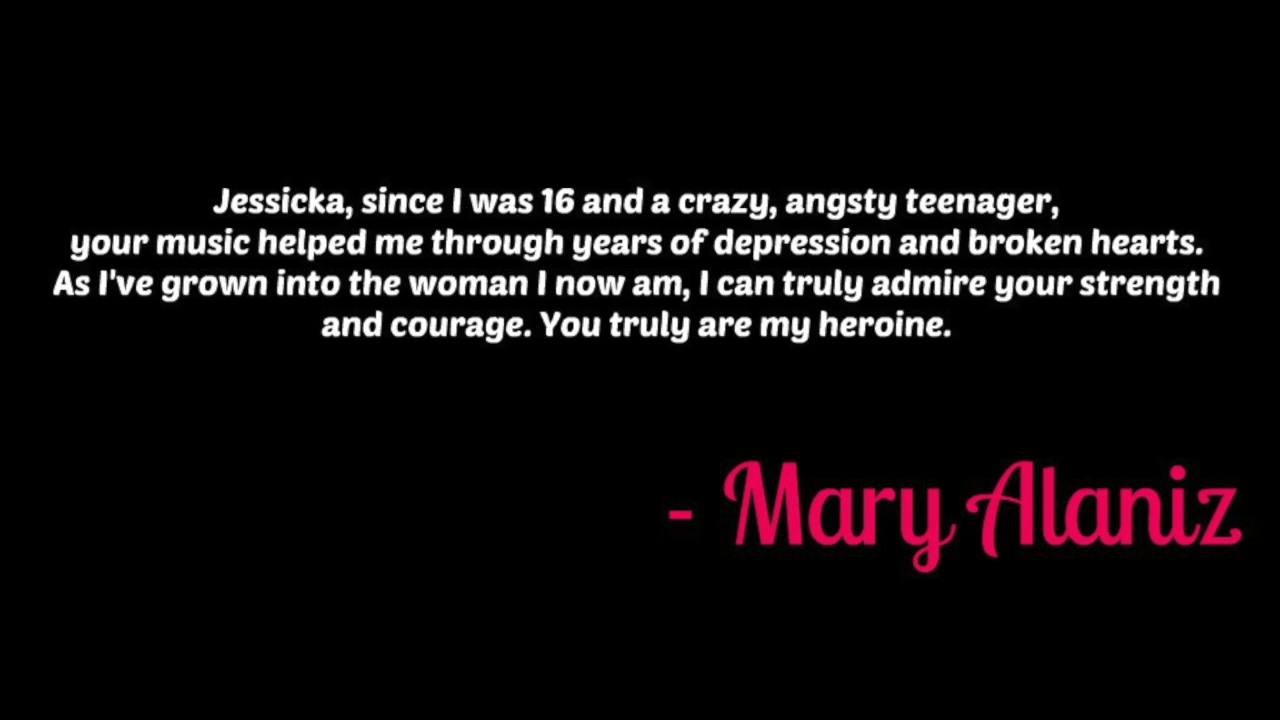 Jessicka, since I was 16 and a crazy, angsty teenager,
your music helped me through years of depression and broken hearts.
As I've grown into the woman I now am, I can truly admire your strength
and courage. You truly are my heroine.
- Mary Alaniz